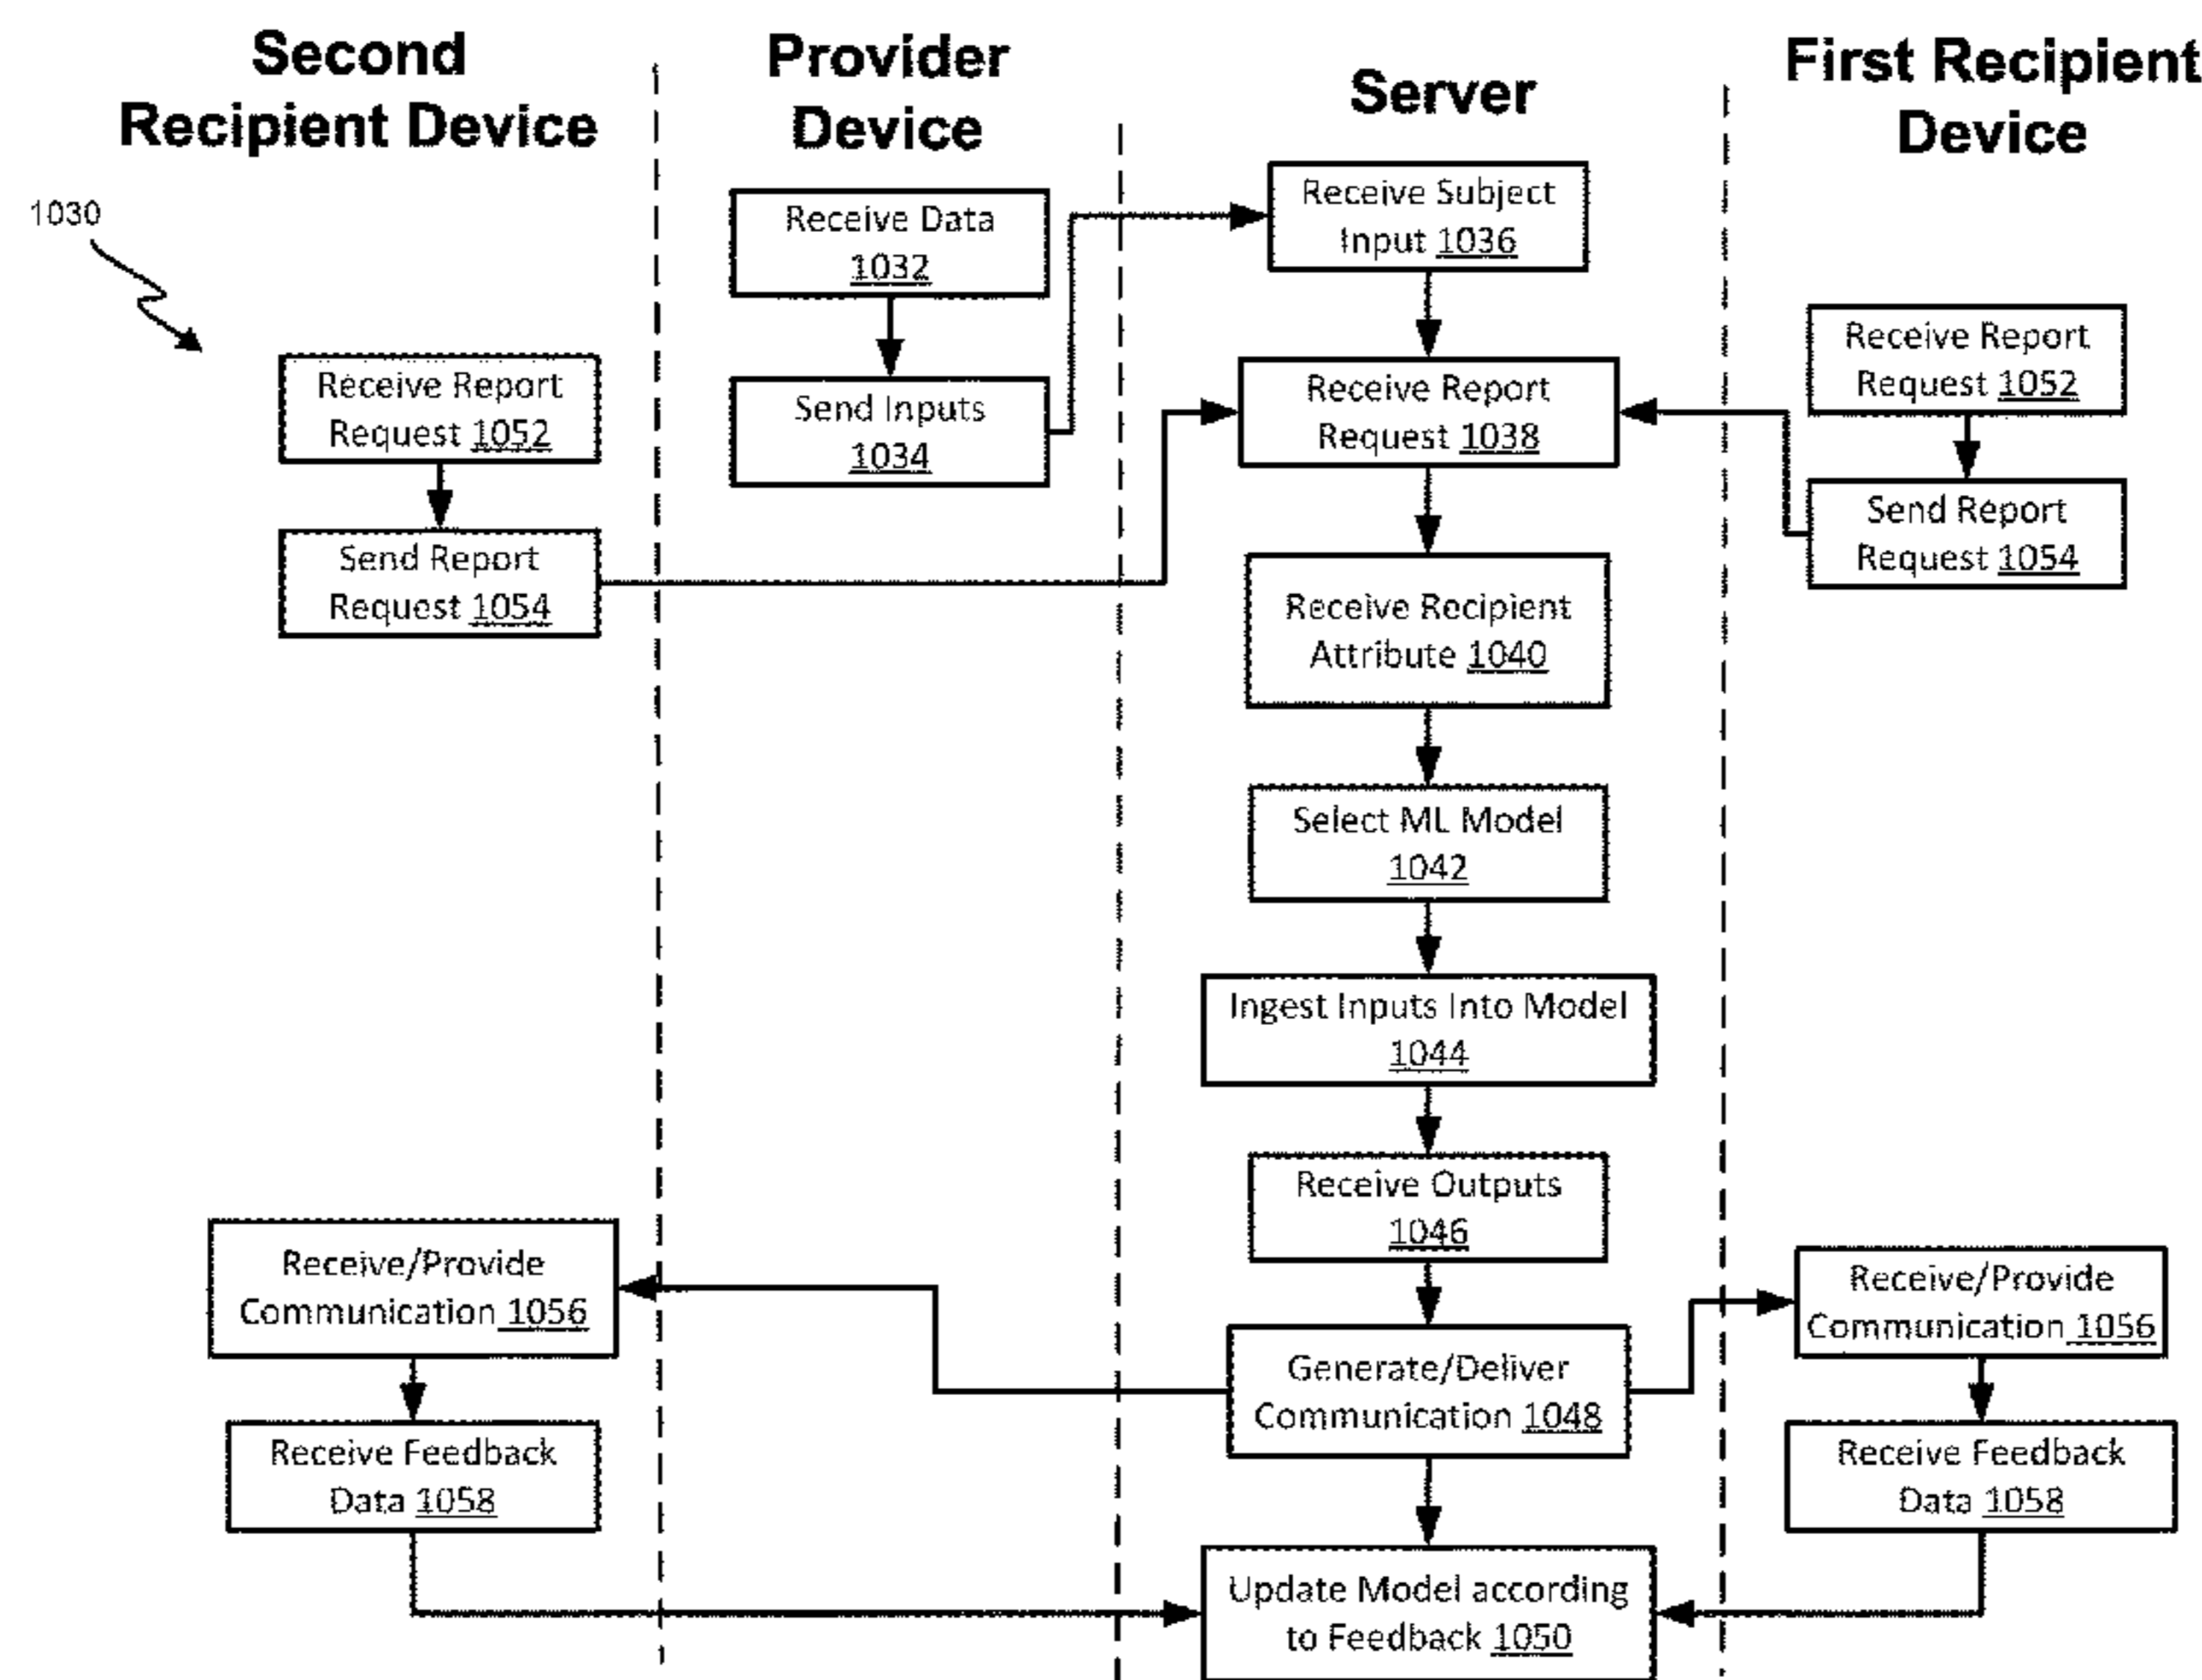 Second
Recipient Device
Provider
Device
Server
First Recipient
Device
1030
Receive Report
Request 1052
Send Report
Request 1054
Receive/Provide
Communication 1056
Receive Feedback
Data 1058
Receive Data
1032
Send Inputs
1034
Receive Subject
Input 1036
Receive Report
Request 1038
Receive Recipient
Attribute 1040
Select ML Model
1042
Ingest Inputs Into Model
1044
Receive Outputs
1046
Generate/Deliver
Communication 1048
Update Model according
to Feedback 1050
Receive Report
Request 1052
Send Report
Request 1054
Receive/Provide
Communication 1056
Receive Feedback
Data 1058